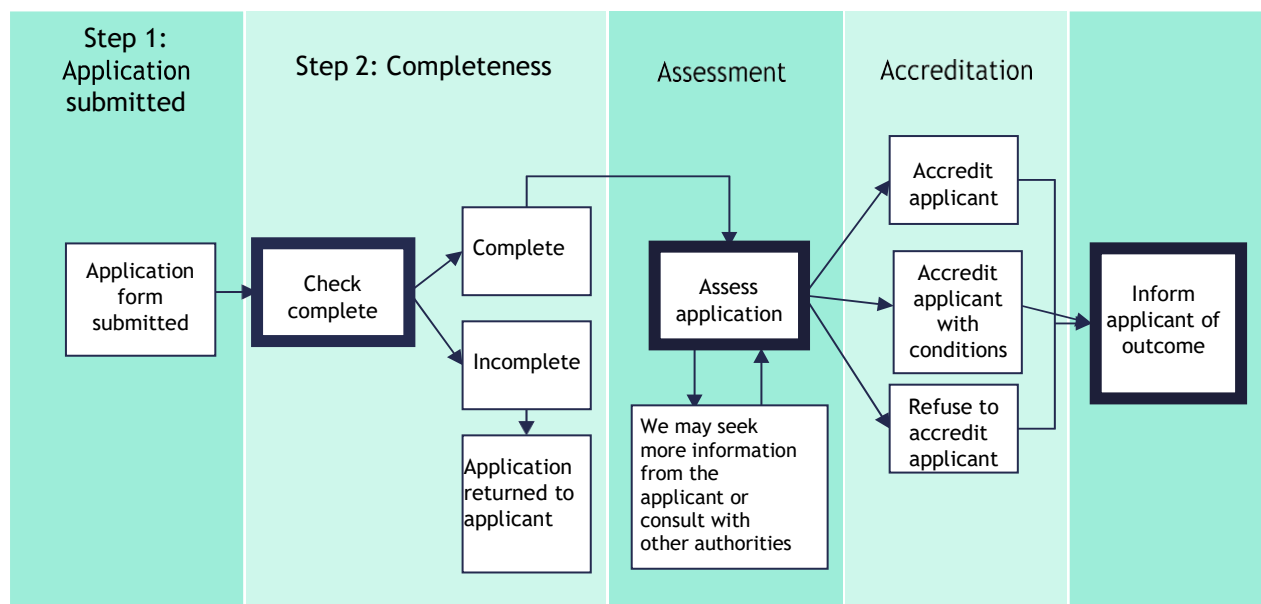 Step 1:
Application
submitted
Step 2: Completeness
Assessment
Accreditation
Application
form
submitted
Check
complete
Complete
Incomplete
Application
returned to
applicant
Assess
application
We may seek
more information
from the
applicant or
consult with
other authorities
Accredit
applicant
Accredit
applicant
with
conditions
Refuse to
accredit
applicant
Inform
applicant of
outcome